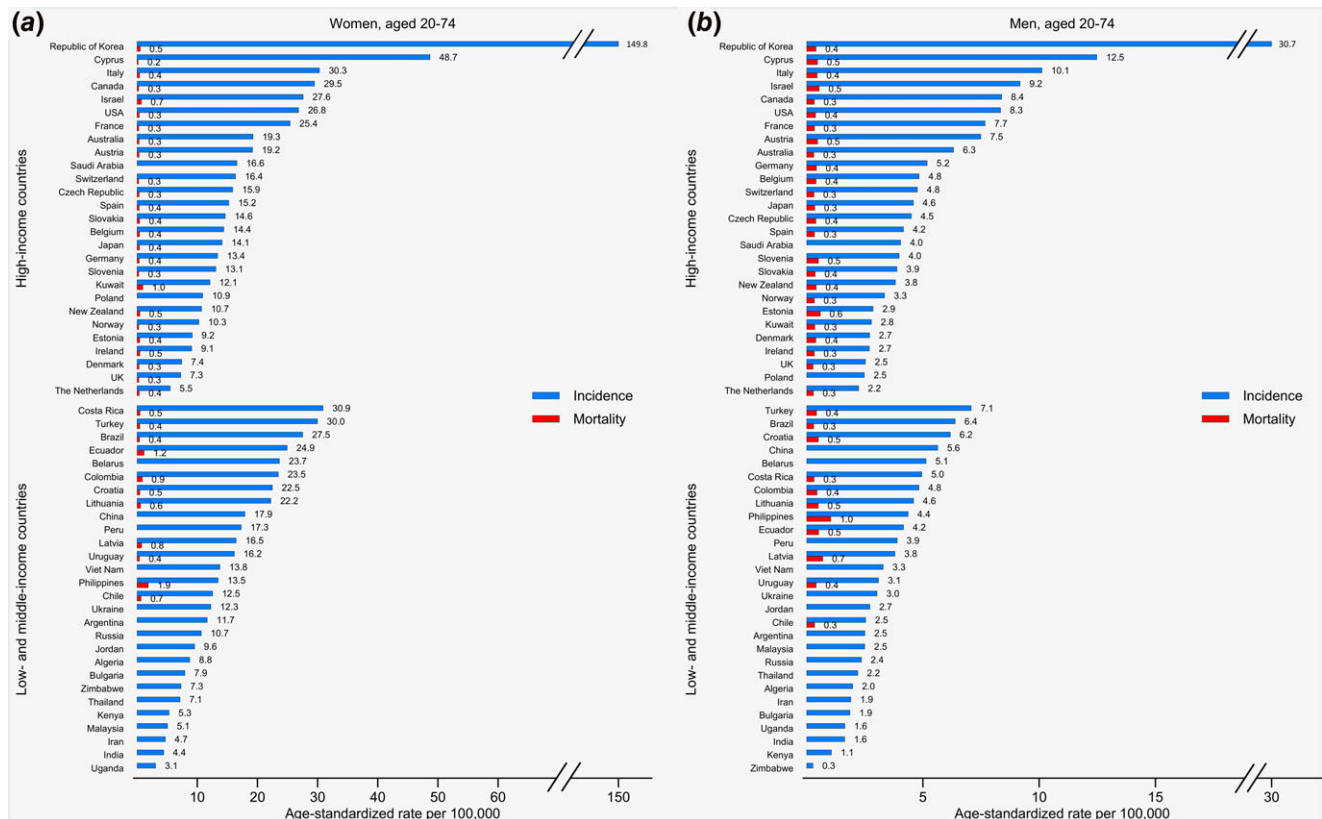 (a)
Women, aged 20-74
High-income countries
Republic of Korea 149.8
0.5
Cyprus 48.7
0.2
Italy 30.3
0.4
Canada 29.5
0.3
Israel 27.6
0.7
USA 26.8
0.3
France 25.4
0.3
Australia 19.3
0.3
Austria 19.2
0.3
Saudi Arabia 16.6
Switzerland 16.4
0.3
Czech Republic 15.9
0.3
Spain 15.2
0.4
Slovakia 14.6
0.4
Belgium 14.4
0.4
Japan 14.1
0.4
Germany 13.4
0.4
Slovenia 13.1
0.3
Kuwait 12.1
1.0
Poland 10.9
New Zealand 10.7
0.5
Norway 10.3
0.3
Estonia 9.2
0.4
Ireland 9.1
0.5
Denmark 7.4
0.3
UK 7.3
0.3
The Netherlands 5.5
0.4
Incidence
Mortality
Low- and middle-income countries
Costa Rica 30.9
0.5
Turkey 30.0
0.4
Brazil 27.5
0.4
Ecuador 24.9
1.2
Belarus 23.7
Colombia 23.5
0.9
Croatia 22.5
0.5
Lithuania 22.2
0.6
China 17.9
Peru 17.3
Latvia 16.5
0.8
Uruguay 16.2
0.4
Viet Nam 13.8
Philippines 13.5
1.9
Chile 12.5
0.7
Ukraine 12.3
Argentina 11.7
Russia 10.7
Jordan 9.6
Algeria 8.8
Bulgaria 7.9
Zimbabwe 7.3
Thailand 7.1
Kenya 5.3
Malaysia 5.1
Iran 4.7
India 4.4
Uganda 3.1
10 20 30 40 50 60 70 150
Age-standardized rate per 100,000
(b)
Men, aged 20-74
High-income countries
Republic of Korea 30.7
0.4
Cyprus 12.5
0.5
Italy 10.1
0.4
Israel 9.2
0.5
Canada 8.4
0.3
USA 8.3
0.4
France 7.7
0.3
Austria 7.5
0.5
Australia 6.3
0.3
Germany 5.2
0.4
Belgium 4.8
0.4
Switzerland 4.8
0.3
Japan 4.6
0.3
Czech Republic 4.5
0.4
Spain 4.2
0.3
Saudi Arabia 4.0
Slovenia 4.0
0.5
Slovakia 3.9
0.4
New Zealand 3.8
0.4
Norway 3.3
0.3
Estonia 2.9
0.6
Kuwait 2.8
0.3
Denmark 2.7
0.4
Ireland 2.7
0.3
UK 2.5
0.3
Poland 2.5
The Netherlands 2.2
0.3
Incidence
Mortality
Low- and middle-income countries
Turkey 7.1
0.4
Brazil 6.4
0.3
Croatia 6.2
0.5
China 5.6
Belarus 5.1
Costa Rica 5.0
0.3
Colombia 4.8
0.4
Lithuania 4.6
0.5
Philippines 4.4
1.0
Ecuador 4.2
0.5
Peru 3.9
Latvia 3.8
0.7
Viet Nam 3.3
Uruguay 3.1
0.4
Ukraine 3.0
Jordan 2.7
Chile 2.5
0.3
Argentina 2.5
Malaysia 2.5
Russia 2.4
Thailand 2.2
Algeria 2.0
Iran 1.9
Bulgaria 1.9
Uganda 1.6
India 1.6
Kenya 1.1
Zimbabwe 0.3
5 10 15 30
Age-standardized rate per 100,000